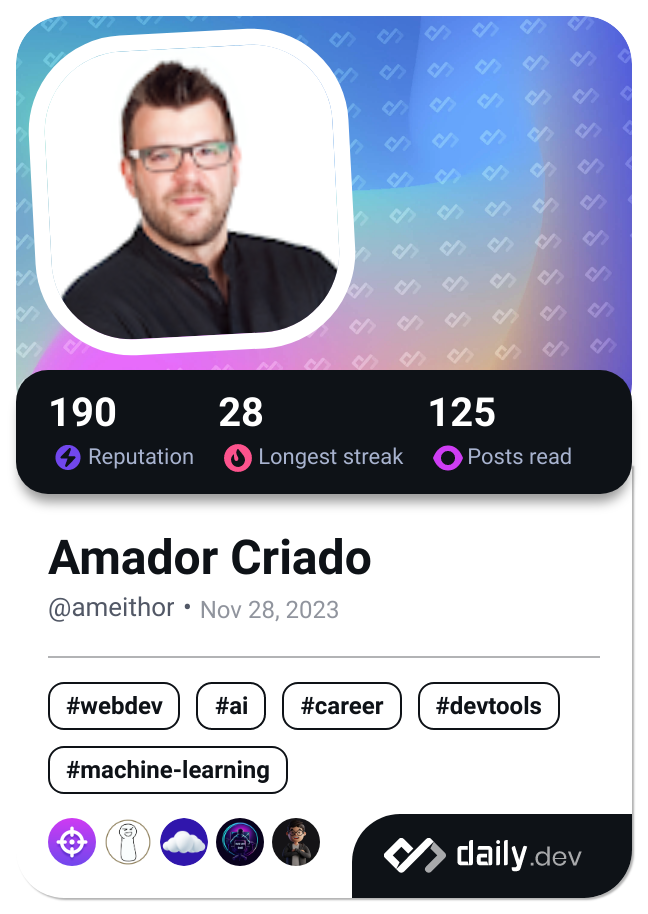 190 28 125
Reputation Longest streak Posts read
Amador Criado
@ameithor • Nov 28, 2023
#webdev #ai #career #devtools
#machine-learning
daily.dev